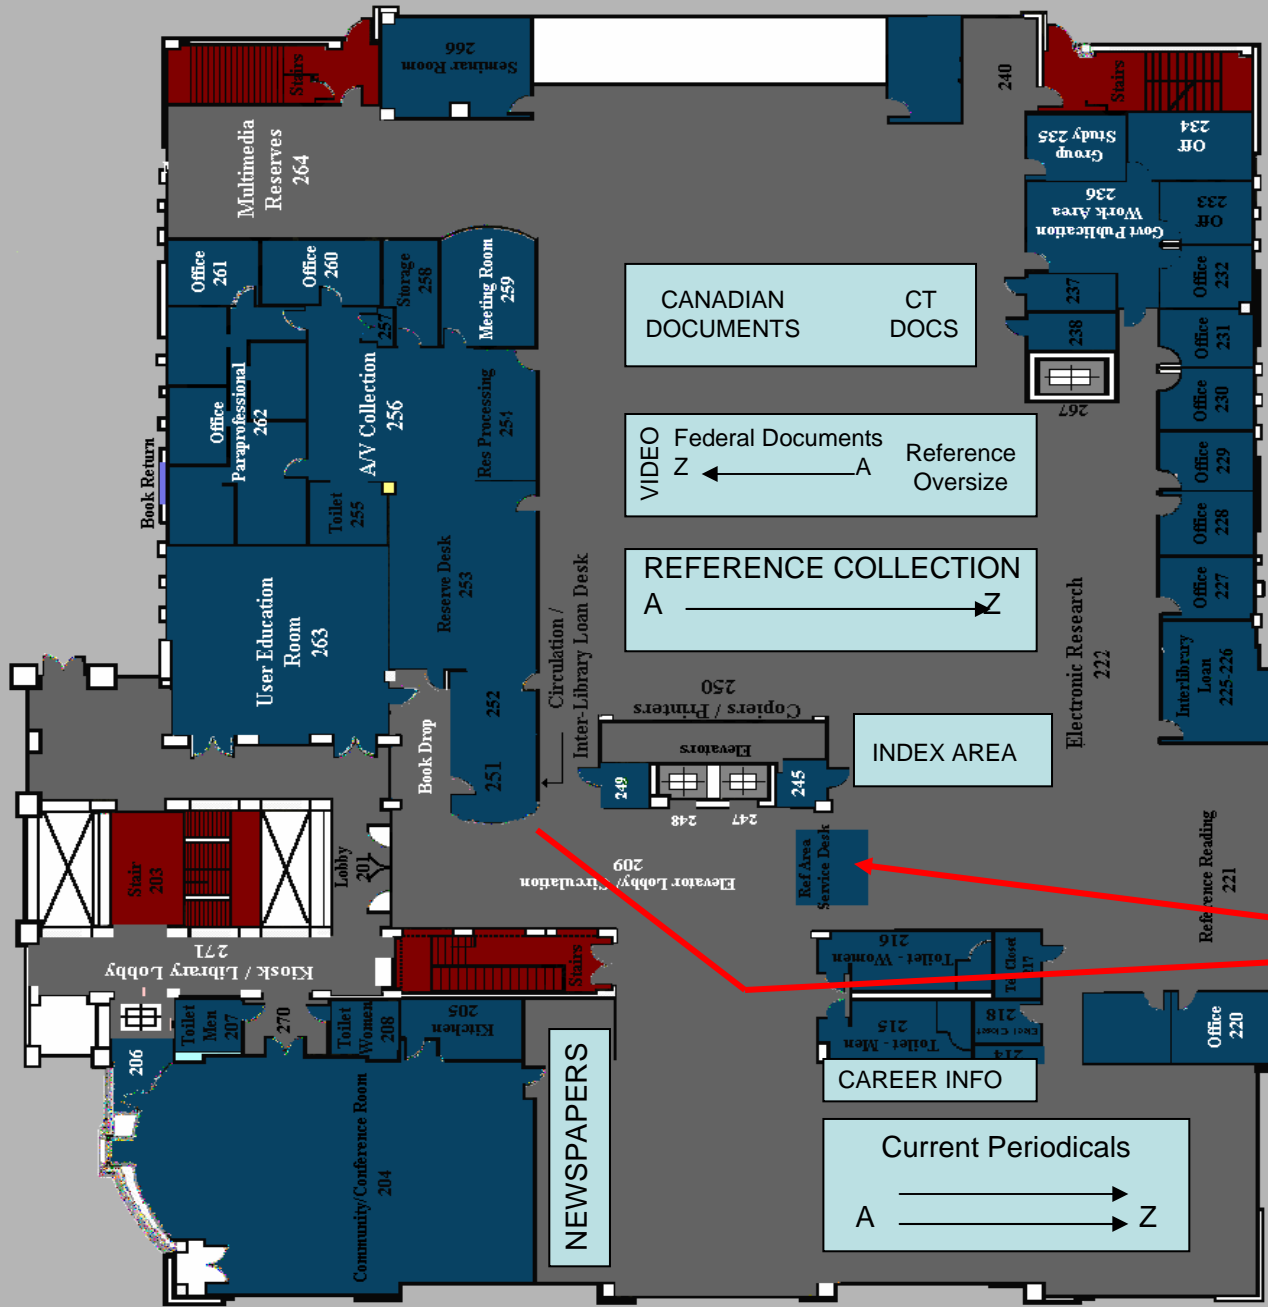 Seminar Room
266
Stairs
Multimedia
Reserves
264
240
Stairs
Off
234
Group
Study 235
Govt Publication
Work Area
236
Off
233
Office
232
237
238
267
Office
231
Office
230
Office
229
Office
228
Office
227
Interlibrary
Loan
225-226
Office
261
Office
260
Storage
258
257
Meeting Room
259
Office
Paraprofessional
262
A/V Collection
256
Res Processing
254
Toilet
255
Book Return
Reserve Desk
253
User Education
Room
263
252
251
Book Drop
Circulation /
Inter-Library Loan Desk
CANADIAN
DOCUMENTS
CT
DOCS
VIDEO
Federal Documents
Z
A
Reference
Oversize
REFERENCE COLLECTION
A
Z
Electronic Research
222
Copiers / Printers
250
Elevators
249
245
248
247
INDEX AREA
Elevator Lobby/ Circulation
209
Ref Area
Service Desk
Reference Reading
221
Stair
203
Lobby
201
Kiosk / Library Lobby
271
Stairs
Toilet - Women
216
Tel Closet
217
Toilet
Men
207
270
Toilet
Women
208
Kitchen
205
206
Toilet - Men
215
Elect Closet
218
214
Office
220
CAREER INFO
NEWSPAPERS
Community/Conference Room
204
Current Periodicals
A
Z